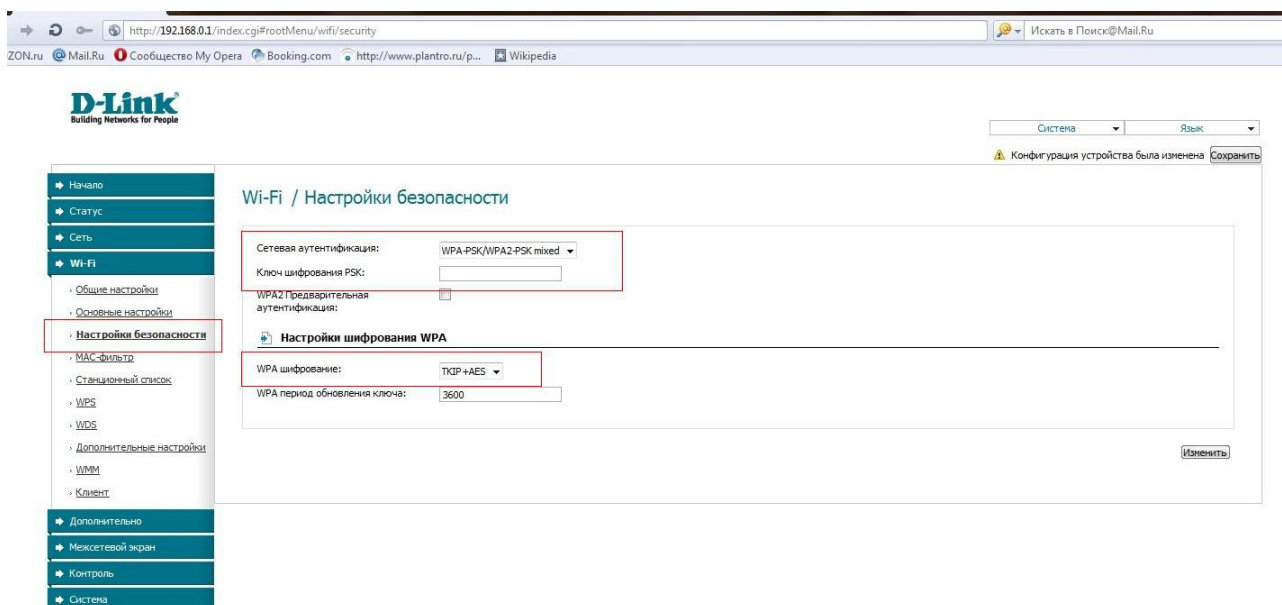 http://192.168.0.1/index.cgi#rootMenu/wifi/security
Искать в Поиск@Mail.Ru
ZON.ru Mail.Ru Сообщество My Opera Booking.com http://www.plantro.ru/p... Wikipedia
D-Link
Building Networks for People
Система Язык
Конфигурация устройства была изменена Сохранить
Начало
Статус
Сеть
Wi-Fi
Общие настройки
Основные настройки
Настройки безопасности
MAC-фильтр
Станционный список
WPS
WDS
Дополнительные настройки
WMM
Клиент
Дополнительно
Межсетевой экран
Контроль
Система
Wi-Fi / Настройки безопасности
Сетевая аутентификация: WPA-PSK/WPA2-PSK mixed
Ключ шифрования PSK:
WPA2 Предварительная
аутентификация:
Настройки шифрования WPA
WPA шифрование: TKIP+AES
WPA период обновления ключа: 3600
Изменить